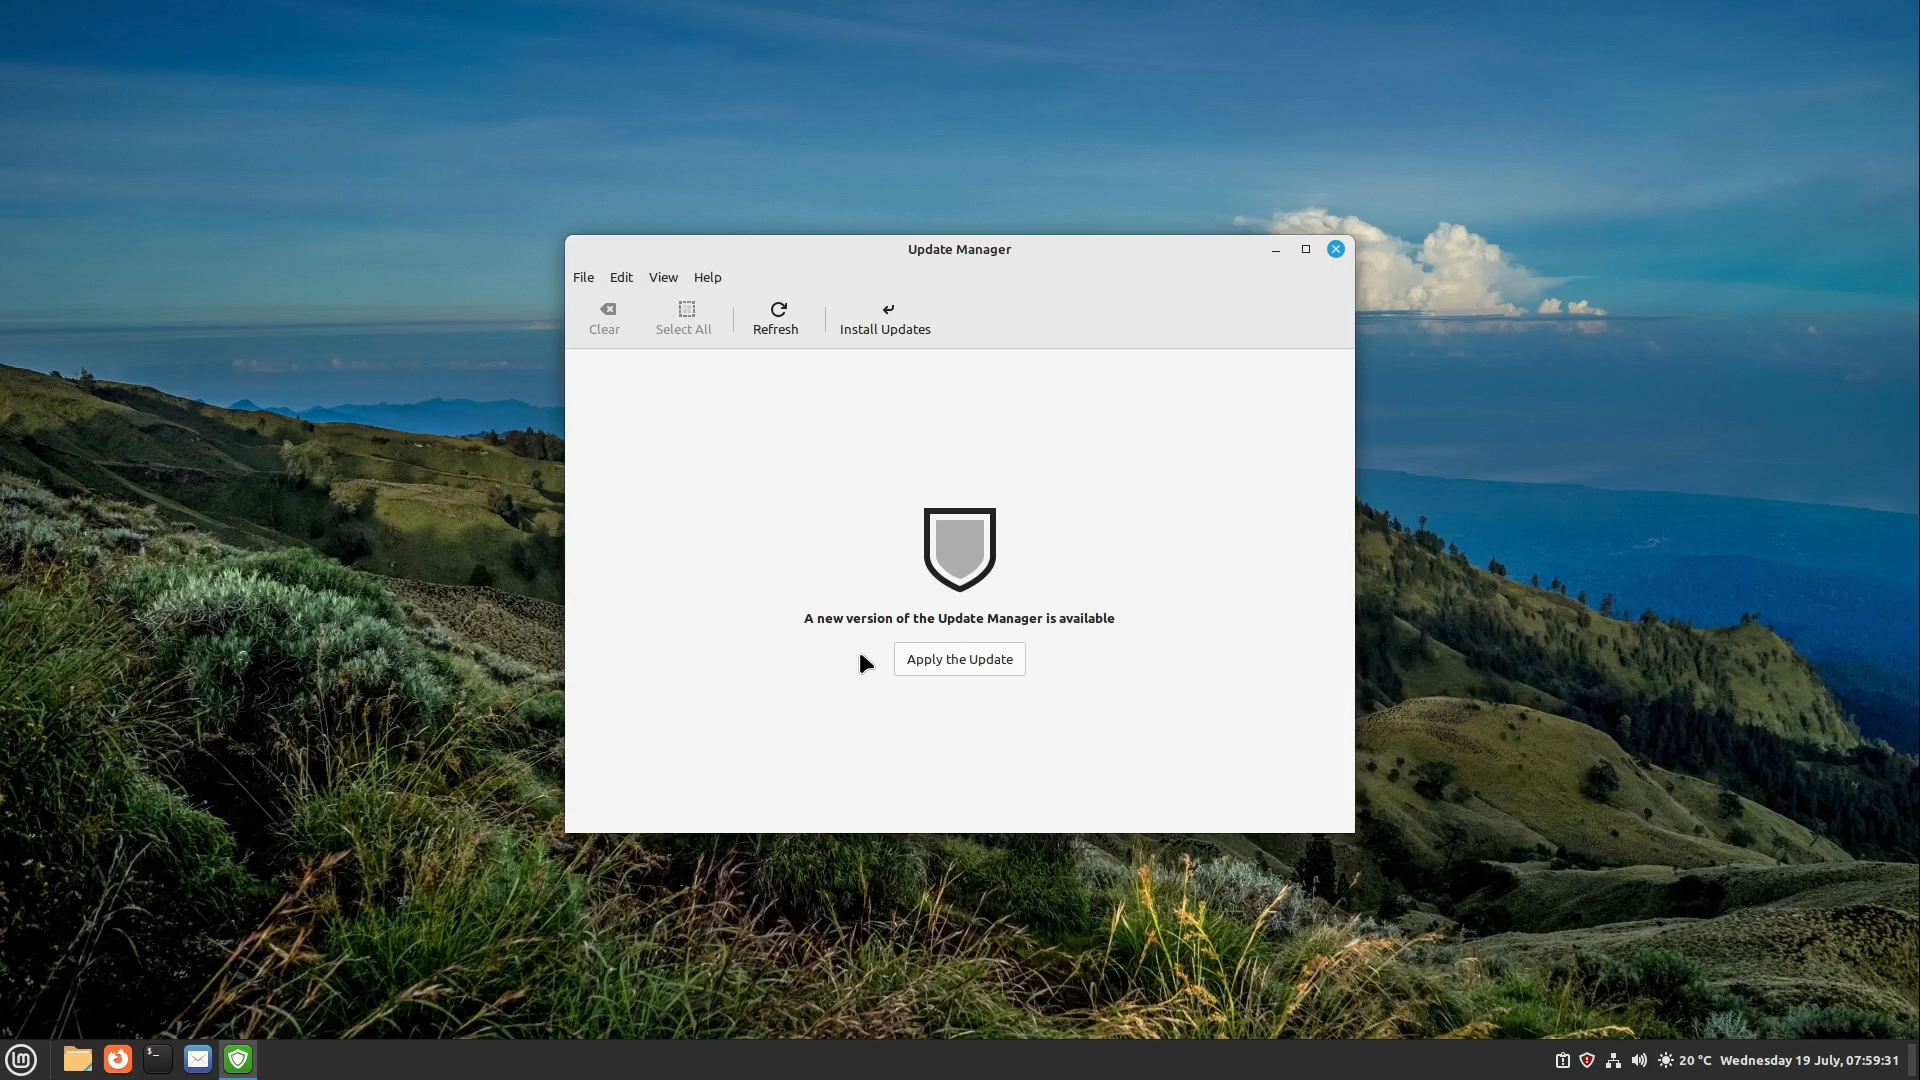 Update Manager
File Edit View Help
Clear Select All Refresh Install Updates
A new version of the Update Manager is available
Apply the Update
20 °C Wednesday 19 July, 07:59:31